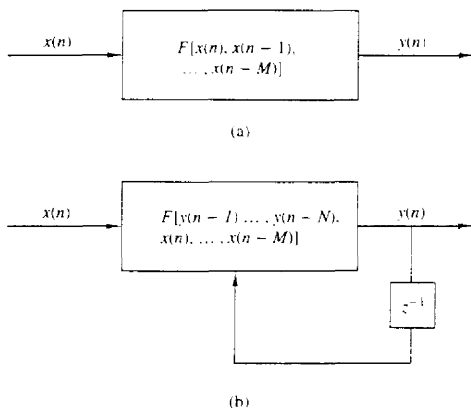 x(n)
F[x(n), x(n − 1),
… , x(n − M)]
y(n)
(a)
x(n)
F[y(n − 1) … , y(n − N),
x(n), … , x(n − M)]
y(n)
z⁻¹
(b)